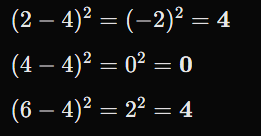 (2 – 4)² = (–2)² = 4
(4 – 4)² = 0² = 0
(6 – 4)² = 2² = 4